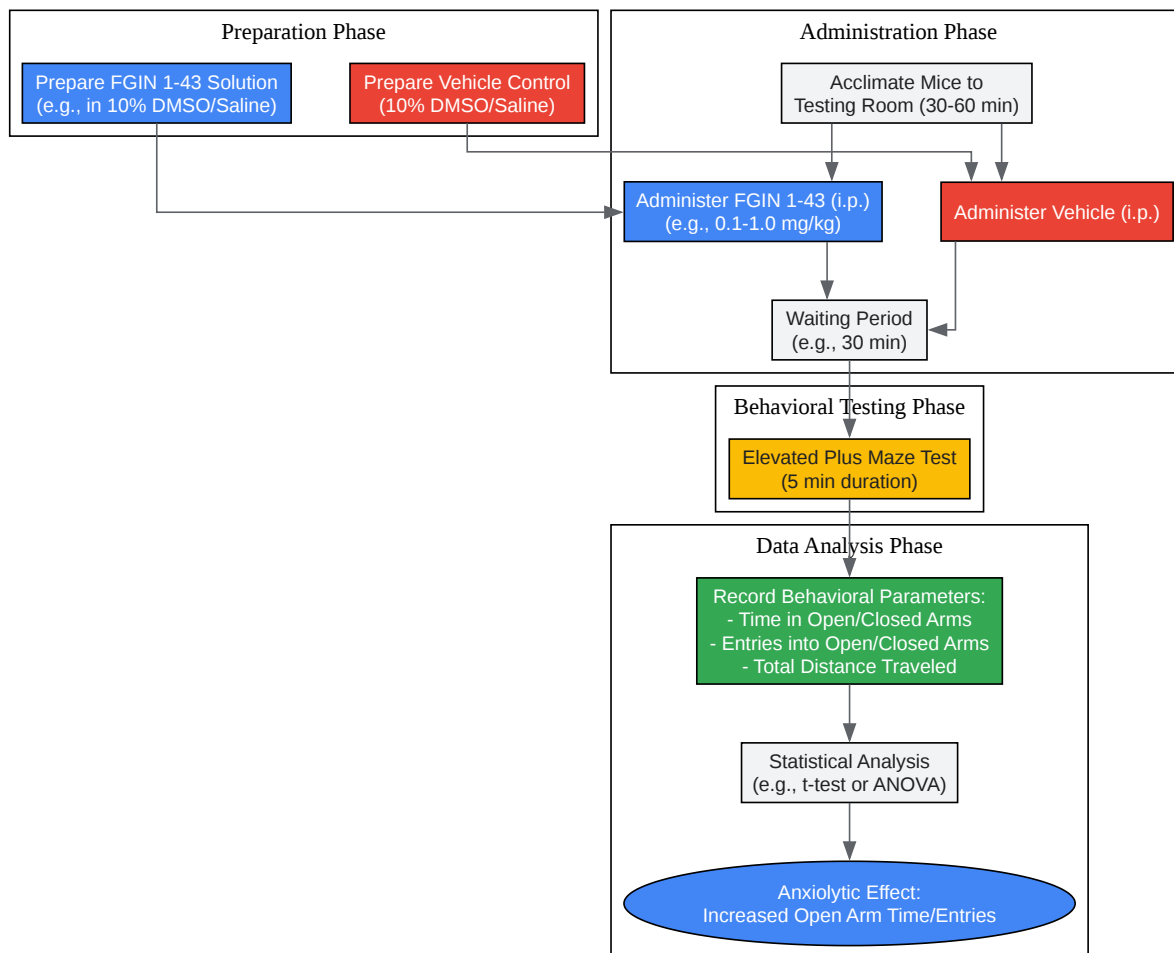 Preparation Phase
Prepare FGIN 1-43 Solution
(e.g., in 10% DMSO/Saline)
Prepare Vehicle Control
(10% DMSO/Saline)
Administration Phase
Acclimate Mice to
Testing Room (30-60 min)
Administer FGIN 1-43 (i.p.)
(e.g., 0.1-1.0 mg/kg)
Administer Vehicle (i.p.)
Waiting Period
(e.g., 30 min)
Behavioral Testing Phase
Elevated Plus Maze Test
(5 min duration)
Data Analysis Phase
Record Behavioral Parameters:
- Time in Open/Closed Arms
- Entries into Open/Closed Arms
- Total Distance Traveled
Statistical Analysis
(e.g., t-test or ANOVA)
Anxiolytic Effect:
Increased Open Arm Time/Entries